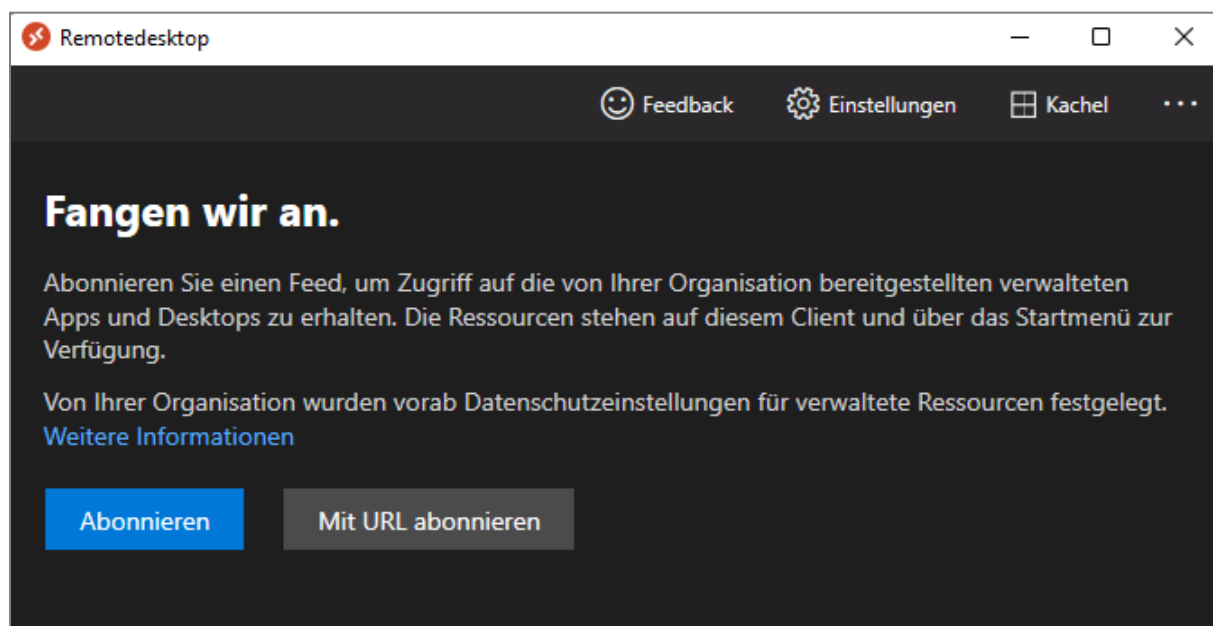 Remotedesktop
Feedback
Einstellungen
Kachel
Fangen wir an.
Abonnieren Sie einen Feed, um Zugriff auf die von Ihrer Organisation bereitgestellten verwalteten
Apps und Desktops zu erhalten. Die Ressourcen stehen auf diesem Client und über das Startmenü zur
Verfügung.
Von Ihrer Organisation wurden vorab Datenschutzeinstellungen für verwaltete Ressourcen festgelegt.
Weitere Informationen
Abonnieren
Mit URL abonnieren